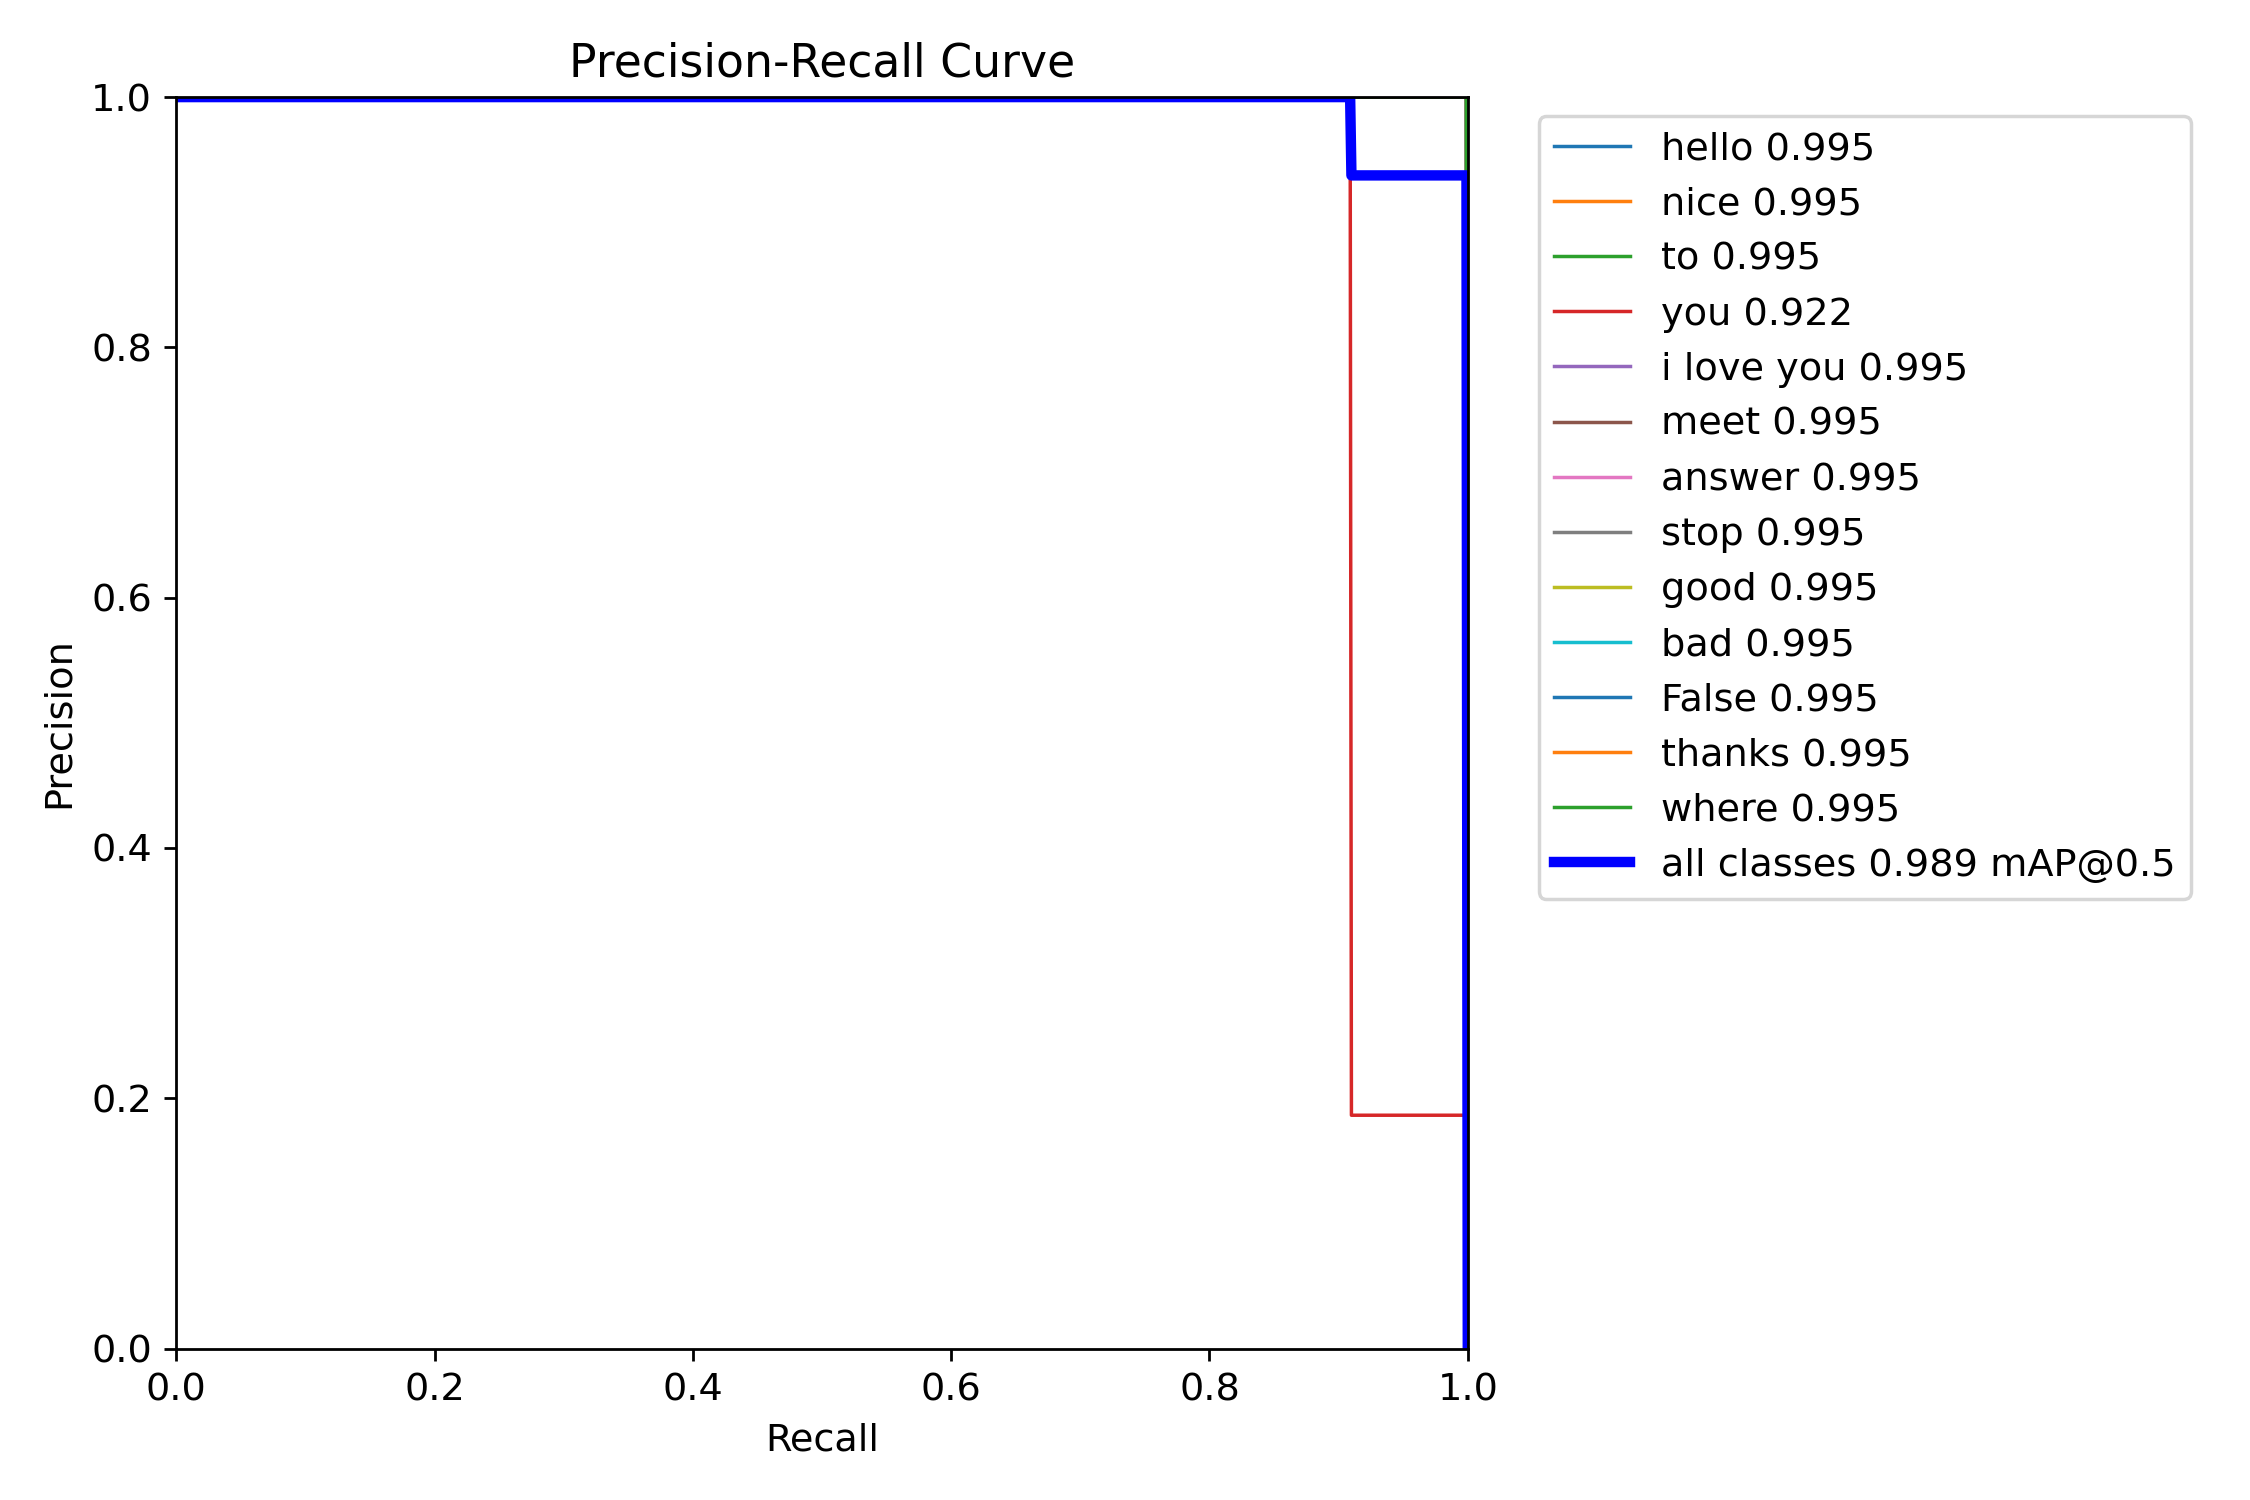 Precision-Recall Curve
1.0
0.8
0.6
0.4
0.2
0.0
Precision
0.0 0.2 0.4 0.6 0.8 1.0
Recall
hello 0.995
nice 0.995
to 0.995
you 0.922
i love you 0.995
meet 0.995
answer 0.995
stop 0.995
good 0.995
bad 0.995
False 0.995
thanks 0.995
where 0.995
all classes 0.989 mAP@0.5